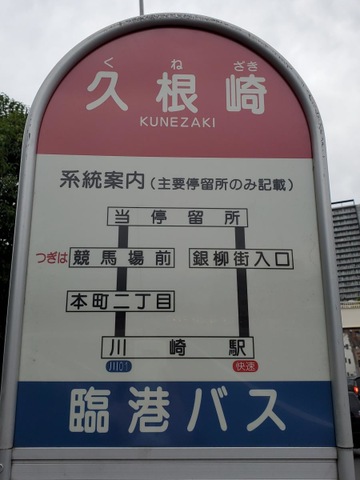 く ね ざき
久根崎
KUNEZAKI
系統案内(主要停留所のみ記載)
当停留所
つぎは 競馬場前 銀柳街入口
本町二丁目
川崎駅
川01 快速
臨港バス